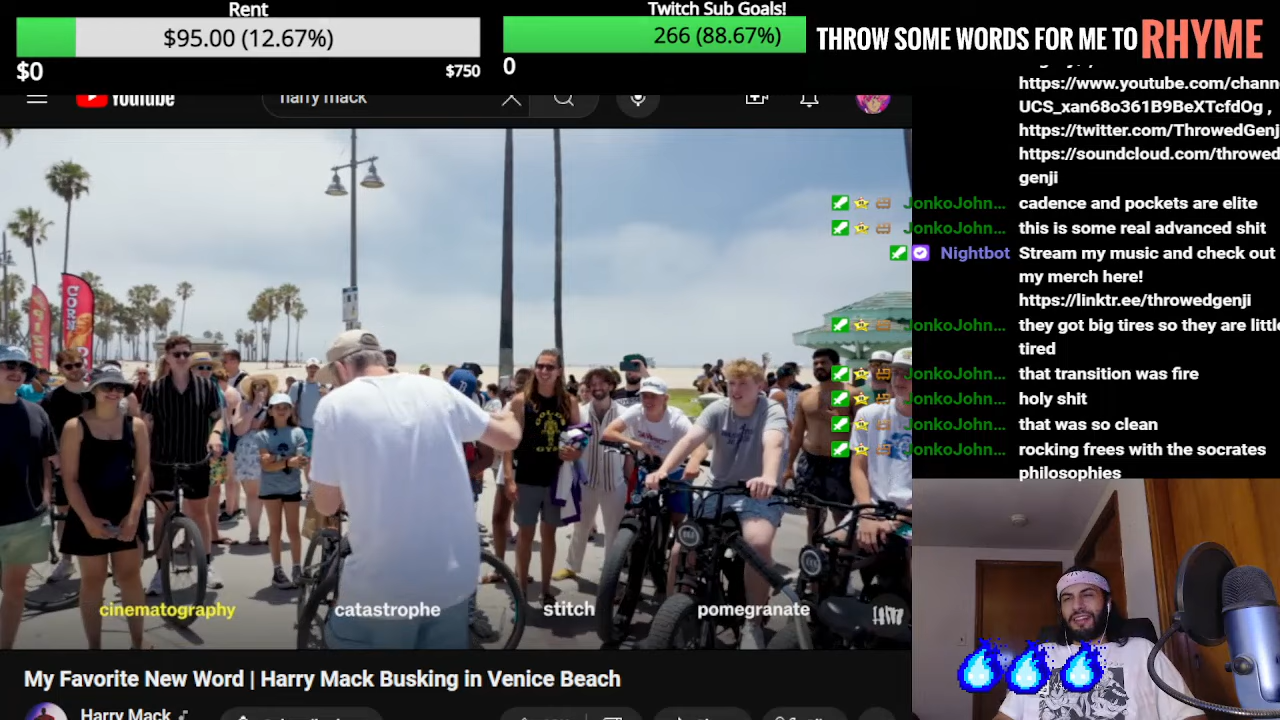 Rent
$95.00 (12.67%)
$0
$750
Twitch Sub Goals!
266 (88.67%)
0
THROW SOME WORDS FOR ME TO RHYME
YouTube
harry mack
https://www.youtube.com/chann
UCS_xan68o361B9BeXTcfdOg ,
https://twitter.com/ThrowedGenj
https://soundcloud.com/throwed
genji
JonkoJohn... cadence and pockets are elite
JonkoJohn... this is some real advanced shit
Nightbot Stream my music and check out
my merch here!
https://linktr.ee/throwedgenji
JonkoJohn... they got big tires so they are little
tired
JonkoJohn... that transition was fire
JonkoJohn... holy shit
JonkoJohn... that was so clean
JonkoJohn... rocking frees with the socrates
philosophies
CORN
cinematography
catastrophe
stitch
pomegranate
My Favorite New Word | Harry Mack Busking in Venice Beach
Harry Mack